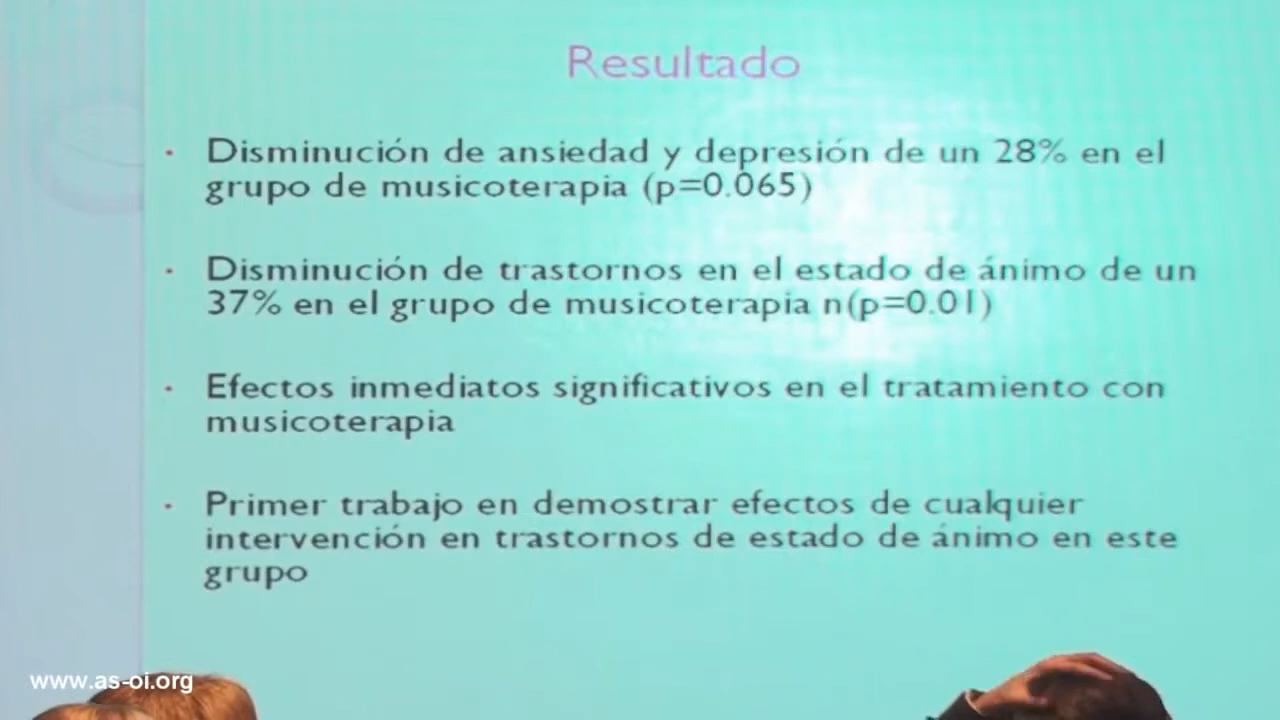 Resultado
• Disminución de ansiedad y depresión de un 28% en el
grupo de musicoterapia (p=0.065)
• Disminución de trastornos en el estado de ánimo de un
37% en el grupo de musicoterapia n(p=0.01)
• Efectos inmediatos significativos en el tratamiento con
musicoterapia
• Primer trabajo en demostrar efectos de cualquier
intervención en trastornos de estado de ánimo en este
grupo
www.as-oi.org